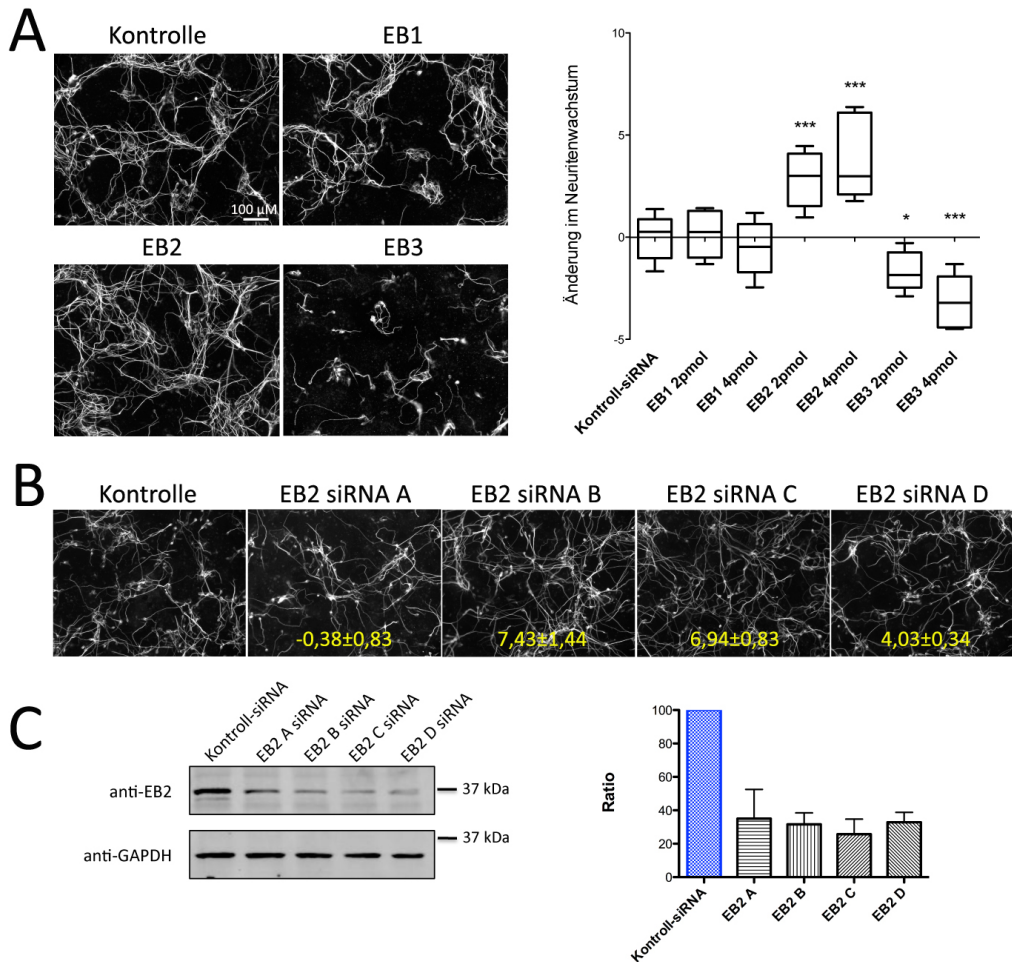 A
Kontrolle
EB1
100 µM
EB2
EB3
Änderung im Neuritenwachstum
10
5
0
-5
***
***
*
***
Kontroll-siRNA
EB1 2pmol
EB1 4pmol
EB2 2pmol
EB2 4pmol
EB3 2pmol
EB3 4pmol
B
Kontrolle
EB2 siRNA A
EB2 siRNA B
EB2 siRNA C
EB2 siRNA D
-0,38±0,83
7,43±1,44
6,94±0,83
4,03±0,34
C
Kontroll-siRNA
EB2 A siRNA
EB2 B siRNA
EB2 C siRNA
EB2 D siRNA
anti-EB2
37 kDa
anti-GAPDH
37 kDa
Ratio
100
80
60
40
20
0
Kontroll-siRNA
EB2 A
EB2 B
EB2 C
EB2 D